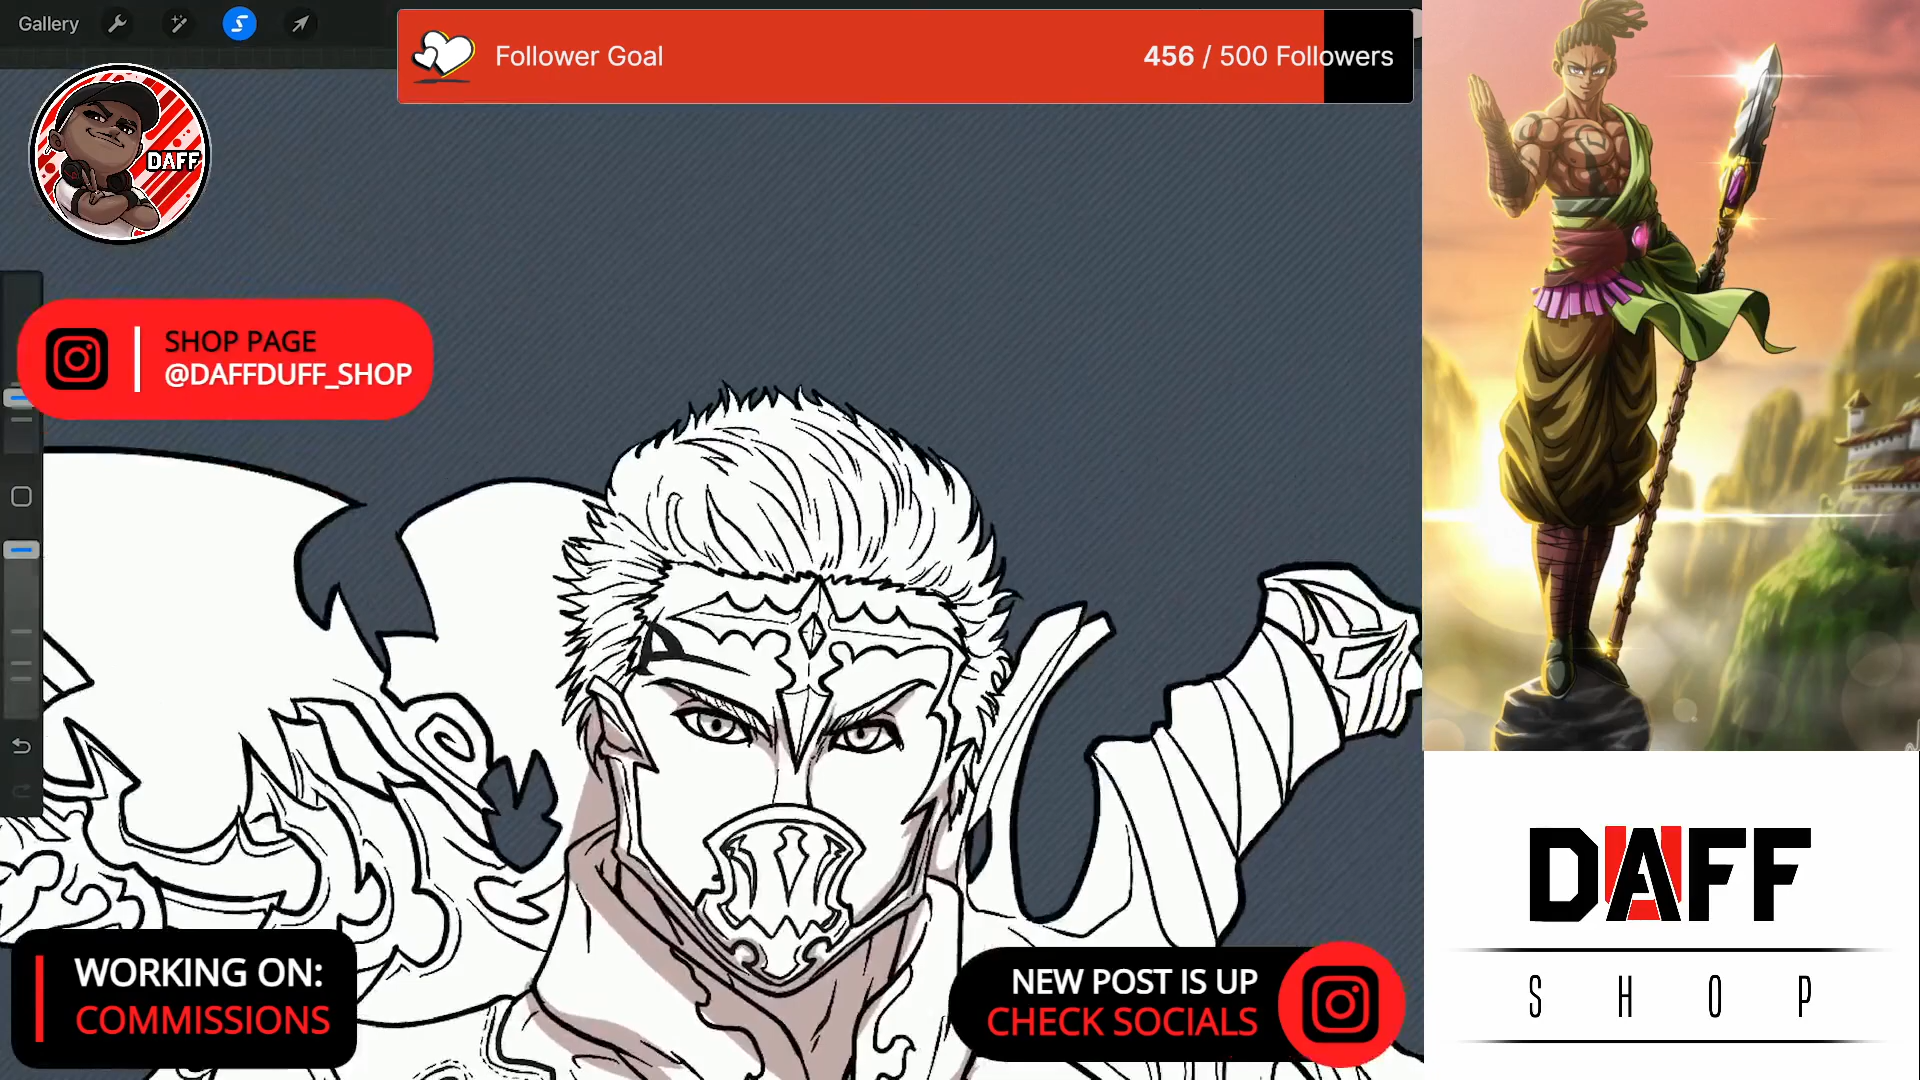 Gallery
Follower Goal
456 / 500 Followers
DAFF
SHOP PAGE
@DAFFDUFF_SHOP
WORKING ON:
COMMISSIONS
NEW POST IS UP
CHECK SOCIALS
DAFF
SHOP